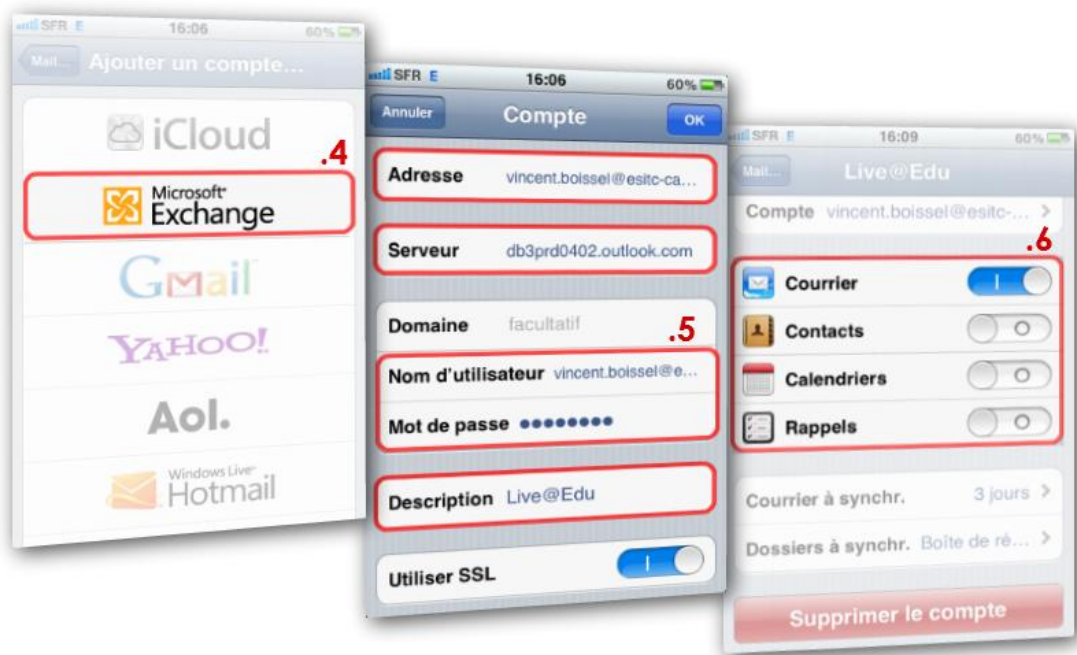 SFR E 16:06 60%
Mail... Ajouter un compte...
iCloud
.4
Microsoft
Exchange
Gmail
YAHOO!
Aol.
Windows Live
Hotmail
SFR E 16:06 60%
Annuler Compte OK
Adresse vincent.boissel@esitc-ca...
Serveur db3prd0402.outlook.com
Domaine facultatif
.5
Nom d'utilisateur vincent.boissel@e...
Mot de passe ●●●●●●●●
Description Live@Edu
Utiliser SSL
SFR E 16:09 60%
Mail... Live@Edu
Compte vincent.boissel@esitc-... >
.6
Courrier
Contacts
Calendriers
Rappels
Courrier à synchr. 3 jours >
Dossiers à synchr. Boîte de ré... >
Supprimer le compte